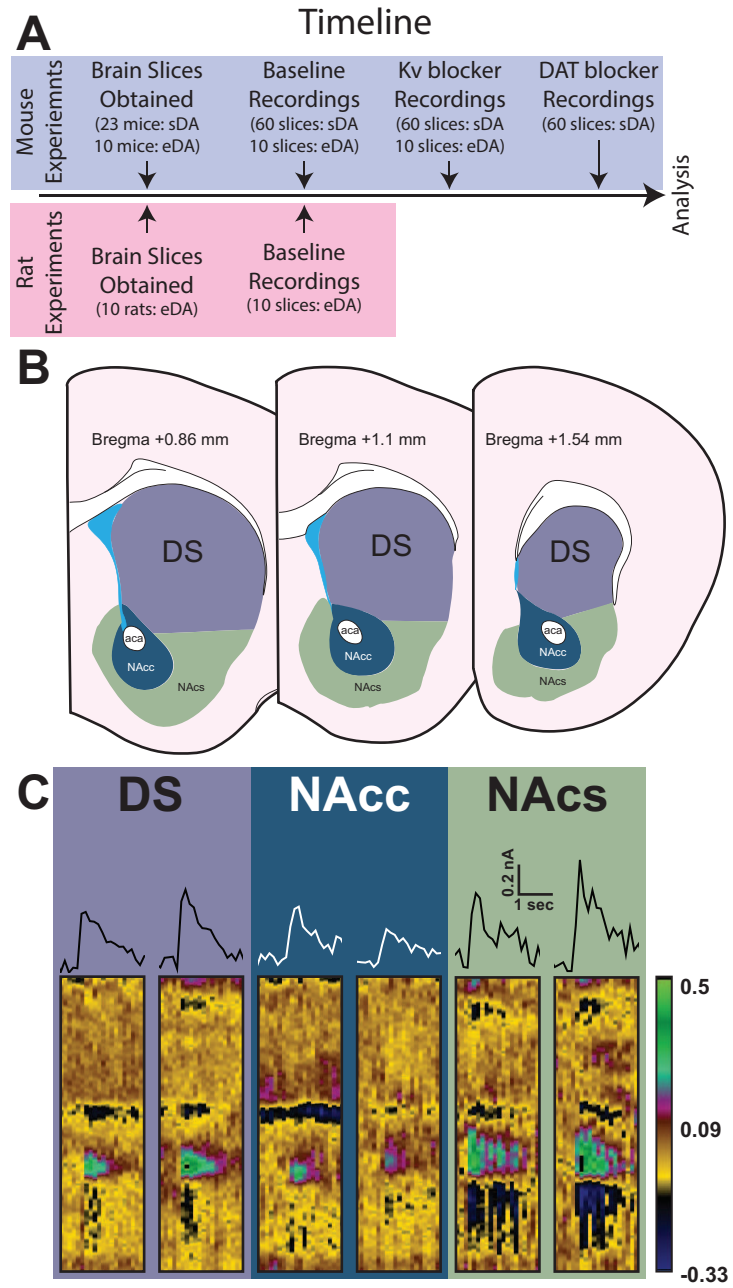 A
Timeline
Mouse
Experiemnts
Brain Slices
Obtained
(23 mice: sDA
10 mice: eDA)
Baseline
Recordings
(60 slices: sDA
10 slices: eDA)
Kv blocker
Recordings
(60 slices: sDA
10 slices: eDA)
DAT blocker
Recordings
(60 slices: sDA)
Analysis
Rat
Experiments
Brain Slices
Obtained
(10 rats: eDA)
Baseline
Recordings
(10 slices: eDA)
B
Bregma +0.86 mm
DS
aca
NAcc
NAcs
Bregma +1.1 mm
DS
aca
NAcc
NAcs
Bregma +1.54 mm
DS
aca
NAcc
NAcs
C
DS
NAcc
NAcs
0.2 nA
1 sec
0.5
0.09
-0.33